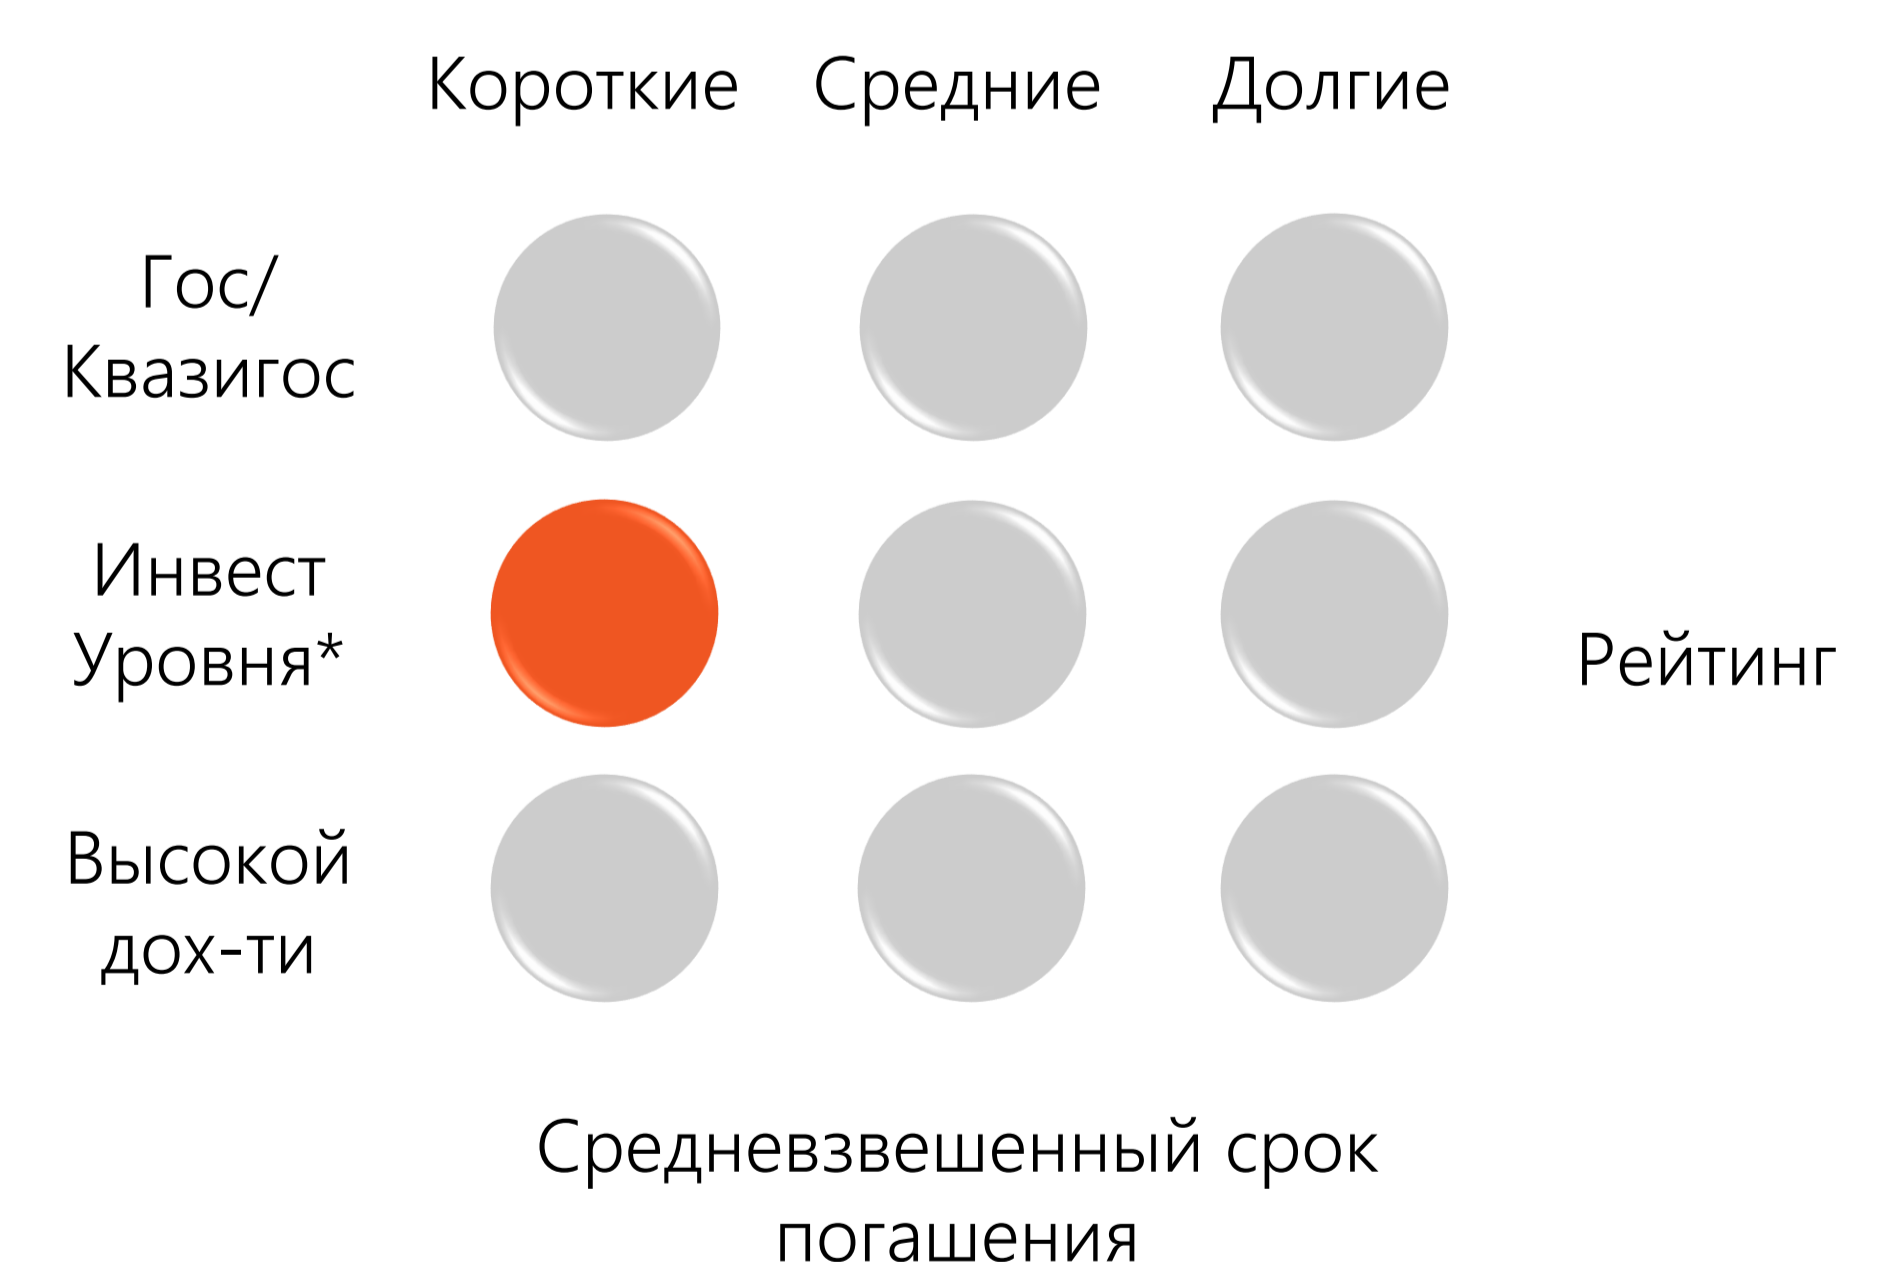 Короткие Средние Долгие
Гос/
Квазигос
Инвест
Уровня*
Рейтинг
Высокой
дох-ти
Средневзвешенный срок
погашения